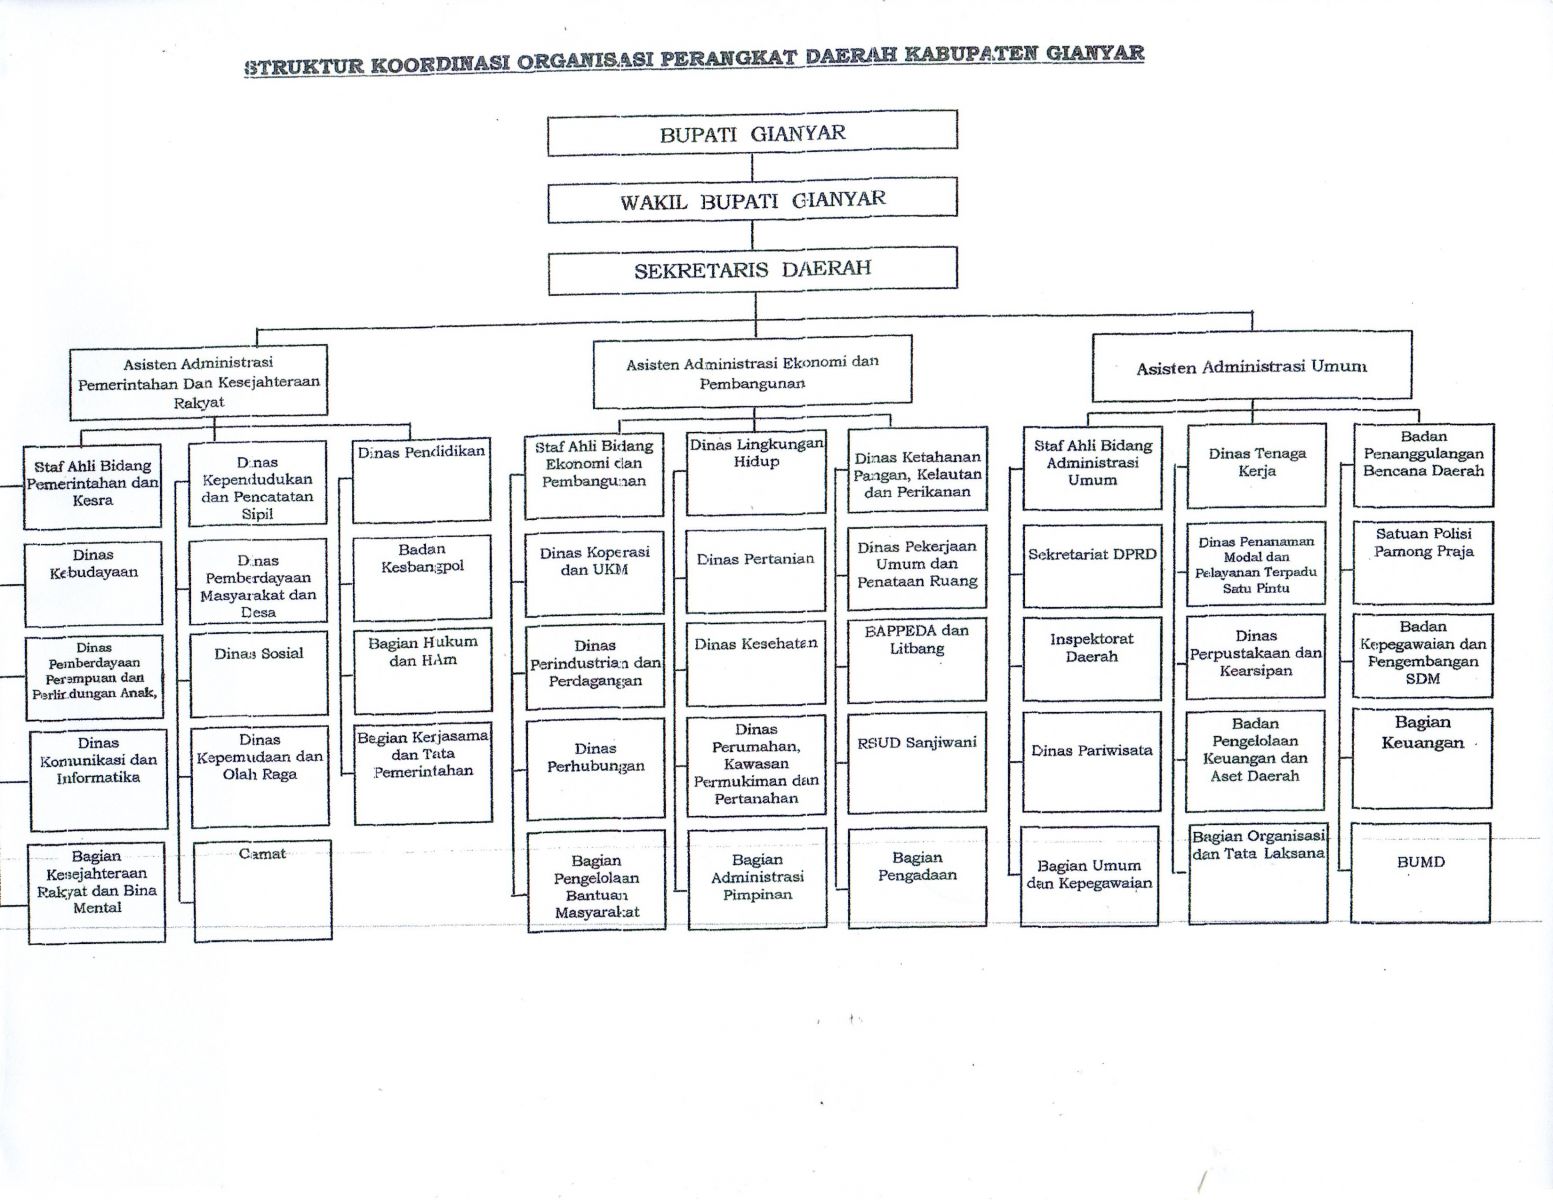 STRUKTUR KOORDINASI ORGANISASI PERANGKAT DAERAH KABUPATEN GIANYAR
BUPATI GIANYAR
WAKIL BUPATI GIANYAR
SEKRETARIS DAERAH
Asisten Administrasi
Pemerintahan Dan Kesejahteraan
Rakyat
Asisten Administrasi Ekonomi dan
Pembangunan
Asisten Administrasi Umum
Staf Ahli Bidang
Pemerintahan dan
Kesra
Dinas
Kebudayaan
Dinas
Pemberdayaan
Perempuan dan
Perlindungan Anak,
Dinas
Komunikasi dan
Informatika
Bagian
Kesejahteraan
Rakyat dan Bina
Mental
Dinas
Kependudukan
dan Pencatatan
Sipil
Dinas
Pemberdayaan
Masyarakat dan
Desa
Dinas Sosial
Dinas
Kepemudaan dan
Olah Raga
Camat
Dinas Pendidikan
Badan
Kesbangpol
Bagian Hukum
dan HAm
Bagian Kerjasama
dan Tata
Pemerintahan
Staf Ahli Bidang
Ekonomi dan
Pembangunan
Dinas Koperasi
dan UKM
Dinas
Perindustrian dan
Perdagangan
Dinas
Perhubungan
Bagian
Pengelolaan
Bantuan
Masyarakat
Dinas Lingkungan
Hidup
Dinas Pertanian
Dinas Kesehatan
Dinas
Perumahan,
Kawasan
Permukiman dan
Pertanahan
Bagian
Administrasi
Pimpinan
Dinas Ketahanan
Pangan, Kelautan
dan Perikanan
Dinas Pekerjaan
Umum dan
Penataan Ruang
BAPPEDA dan
Litbang
RSUD Sanjiwani
Bagian
Pengadaan
Staf Ahli Bidang
Administrasi
Umum
Sekretariat DPRD
Inspektorat
Daerah
Dinas Pariwisata
Bagian Umum
dan Kepegawaian
Dinas Tenaga
Kerja
Dinas Penanaman
Modal dan
Pelayanan Terpadu
Satu Pintu
Dinas
Perpustakaan dan
Kearsipan
Badan
Pengelolaan
Keuangan dan
Aset Daerah
Bagian Organisasi
dan Tata Laksana
Badan
Penanggulangan
Bencana Daerah
Satuan Polisi
Pamong Praja
Badan
Kepegawaian dan
Pengembangan
SDM
Bagian
Keuangan
BUMD